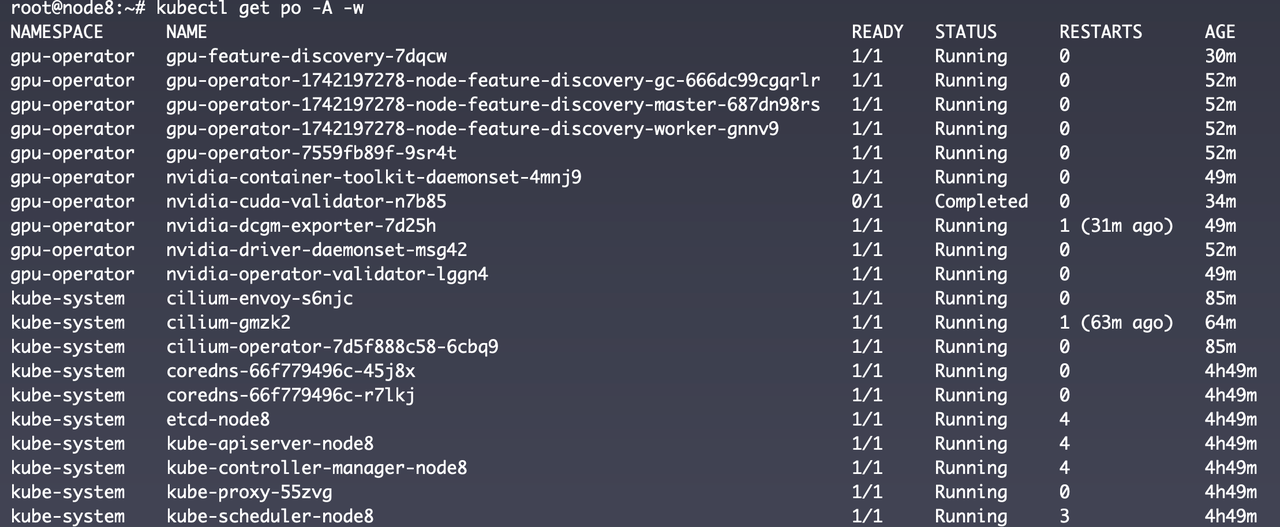 root@node8:~# kubectl get po -A -w
NAMESPACE NAME READY STATUS RESTARTS AGE
gpu-operator gpu-feature-discovery-7dqcw 1/1 Running 0 30m
gpu-operator gpu-operator-1742197278-node-feature-discovery-gc-666dc99cgqrlr 1/1 Running 0 52m
gpu-operator gpu-operator-1742197278-node-feature-discovery-master-687dn98rs 1/1 Running 0 52m
gpu-operator gpu-operator-1742197278-node-feature-discovery-worker-gnnv9 1/1 Running 0 52m
gpu-operator gpu-operator-7559fb89f-9sr4t 1/1 Running 0 52m
gpu-operator nvidia-container-toolkit-daemonset-4mnj9 1/1 Running 0 49m
gpu-operator nvidia-cuda-validator-n7b85 0/1 Completed 0 34m
gpu-operator nvidia-dcgm-exporter-7d25h 1/1 Running 1 (31m ago) 49m
gpu-operator nvidia-driver-daemonset-msg42 1/1 Running 0 52m
gpu-operator nvidia-operator-validator-lggn4 1/1 Running 0 49m
kube-system cilium-envoy-s6njc 1/1 Running 0 85m
kube-system cilium-gmzk2 1/1 Running 1 (63m ago) 64m
kube-system cilium-operator-7d5f888c58-6cbq9 1/1 Running 0 85m
kube-system coredns-66f779496c-45j8x 1/1 Running 0 4h49m
kube-system coredns-66f779496c-r7lkj 1/1 Running 0 4h49m
kube-system etcd-node8 1/1 Running 4 4h49m
kube-system kube-apiserver-node8 1/1 Running 4 4h49m
kube-system kube-controller-manager-node8 1/1 Running 4 4h49m
kube-system kube-proxy-55zvg 1/1 Running 0 4h49m
kube-system kube-scheduler-node8 1/1 Running 3 4h49m